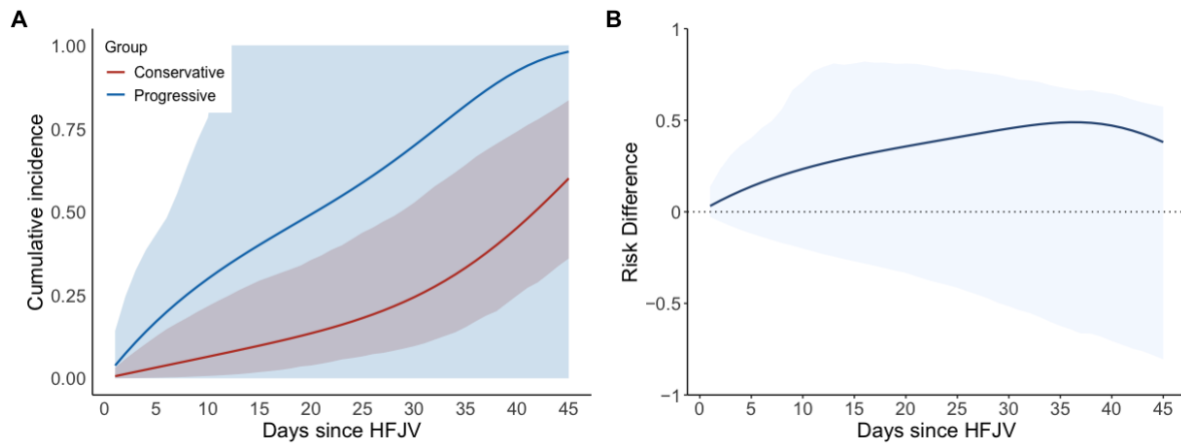 A
Cumulative incidence
1.00
0.75
0.50
0.25
0.00
Group
Conservative
Progressive
0 5 10 15 20 25 30 35 40 45
Days since HFJV
B
Risk Difference
1
0.5
0
−0.5
−1
0 5 10 15 20 25 30 35 40 45
Days since HFJV